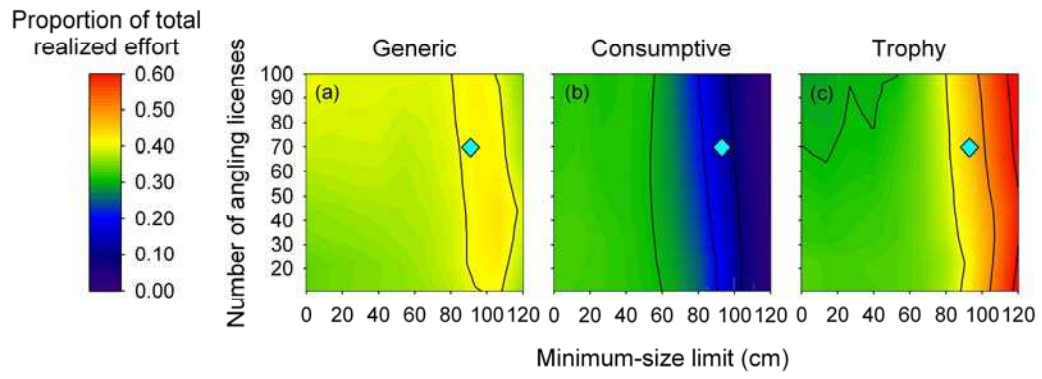 Proportion of total
realized effort
0.60
0.50
0.40
0.30
0.20
0.10
0.00
Generic Consumptive Trophy
Number of angling licenses
100
90
80
70
60
50
40
30
20
(a) (b) (c)
0 20 40 60 80 100 120 0 20 40 60 80 100 120 0 20 40 60 80 100 120
Minimum-size limit (cm)